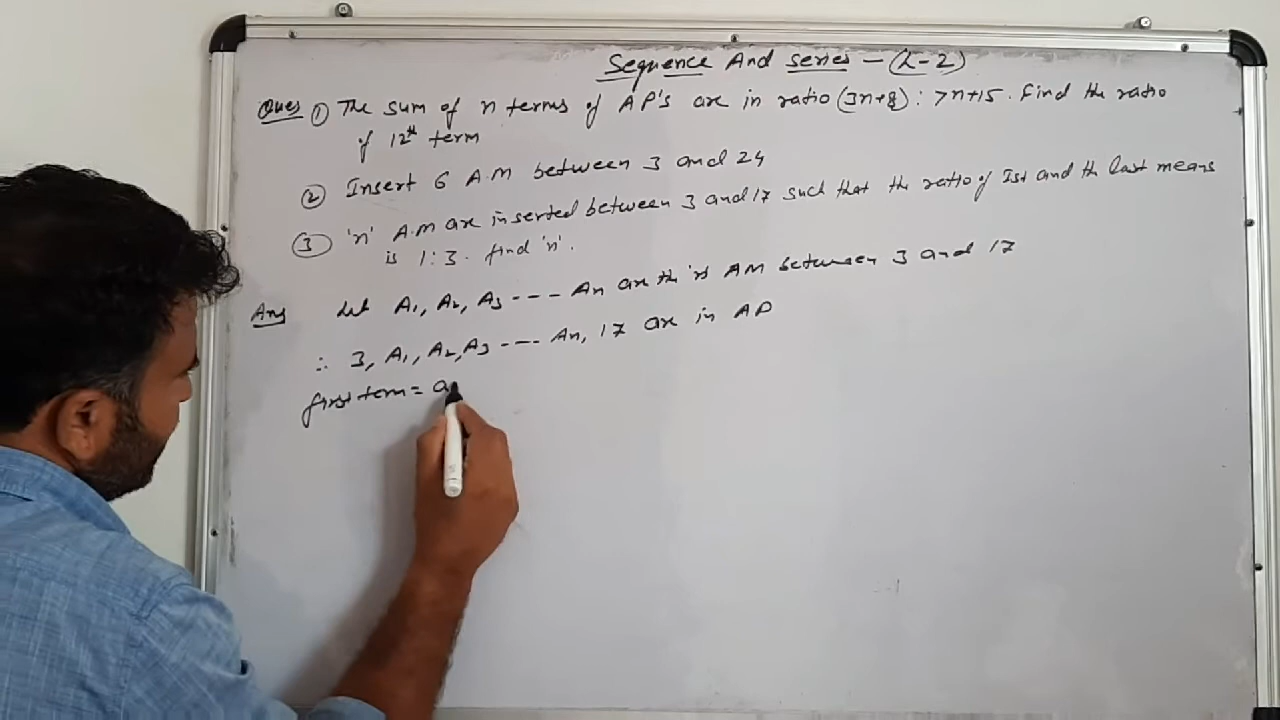 Sequence And series - (L-2)
Ques ① The sum of n terms of AP's are in ratio (3n+8) : 7n+15. Find the ratio
of 12th term
② Insert 6 A.M between 3 and 24
③ 'n' A.M are inserted between 3 and 17 such that the ratio of Ist and the last means
is 1:3. find 'n'.
Ans Let A1, A2, A3 ---- An are the 'n' AM between 3 and 17
∴ 3, A1, A2, A3 ---- An, 17 are in AP
first term = a